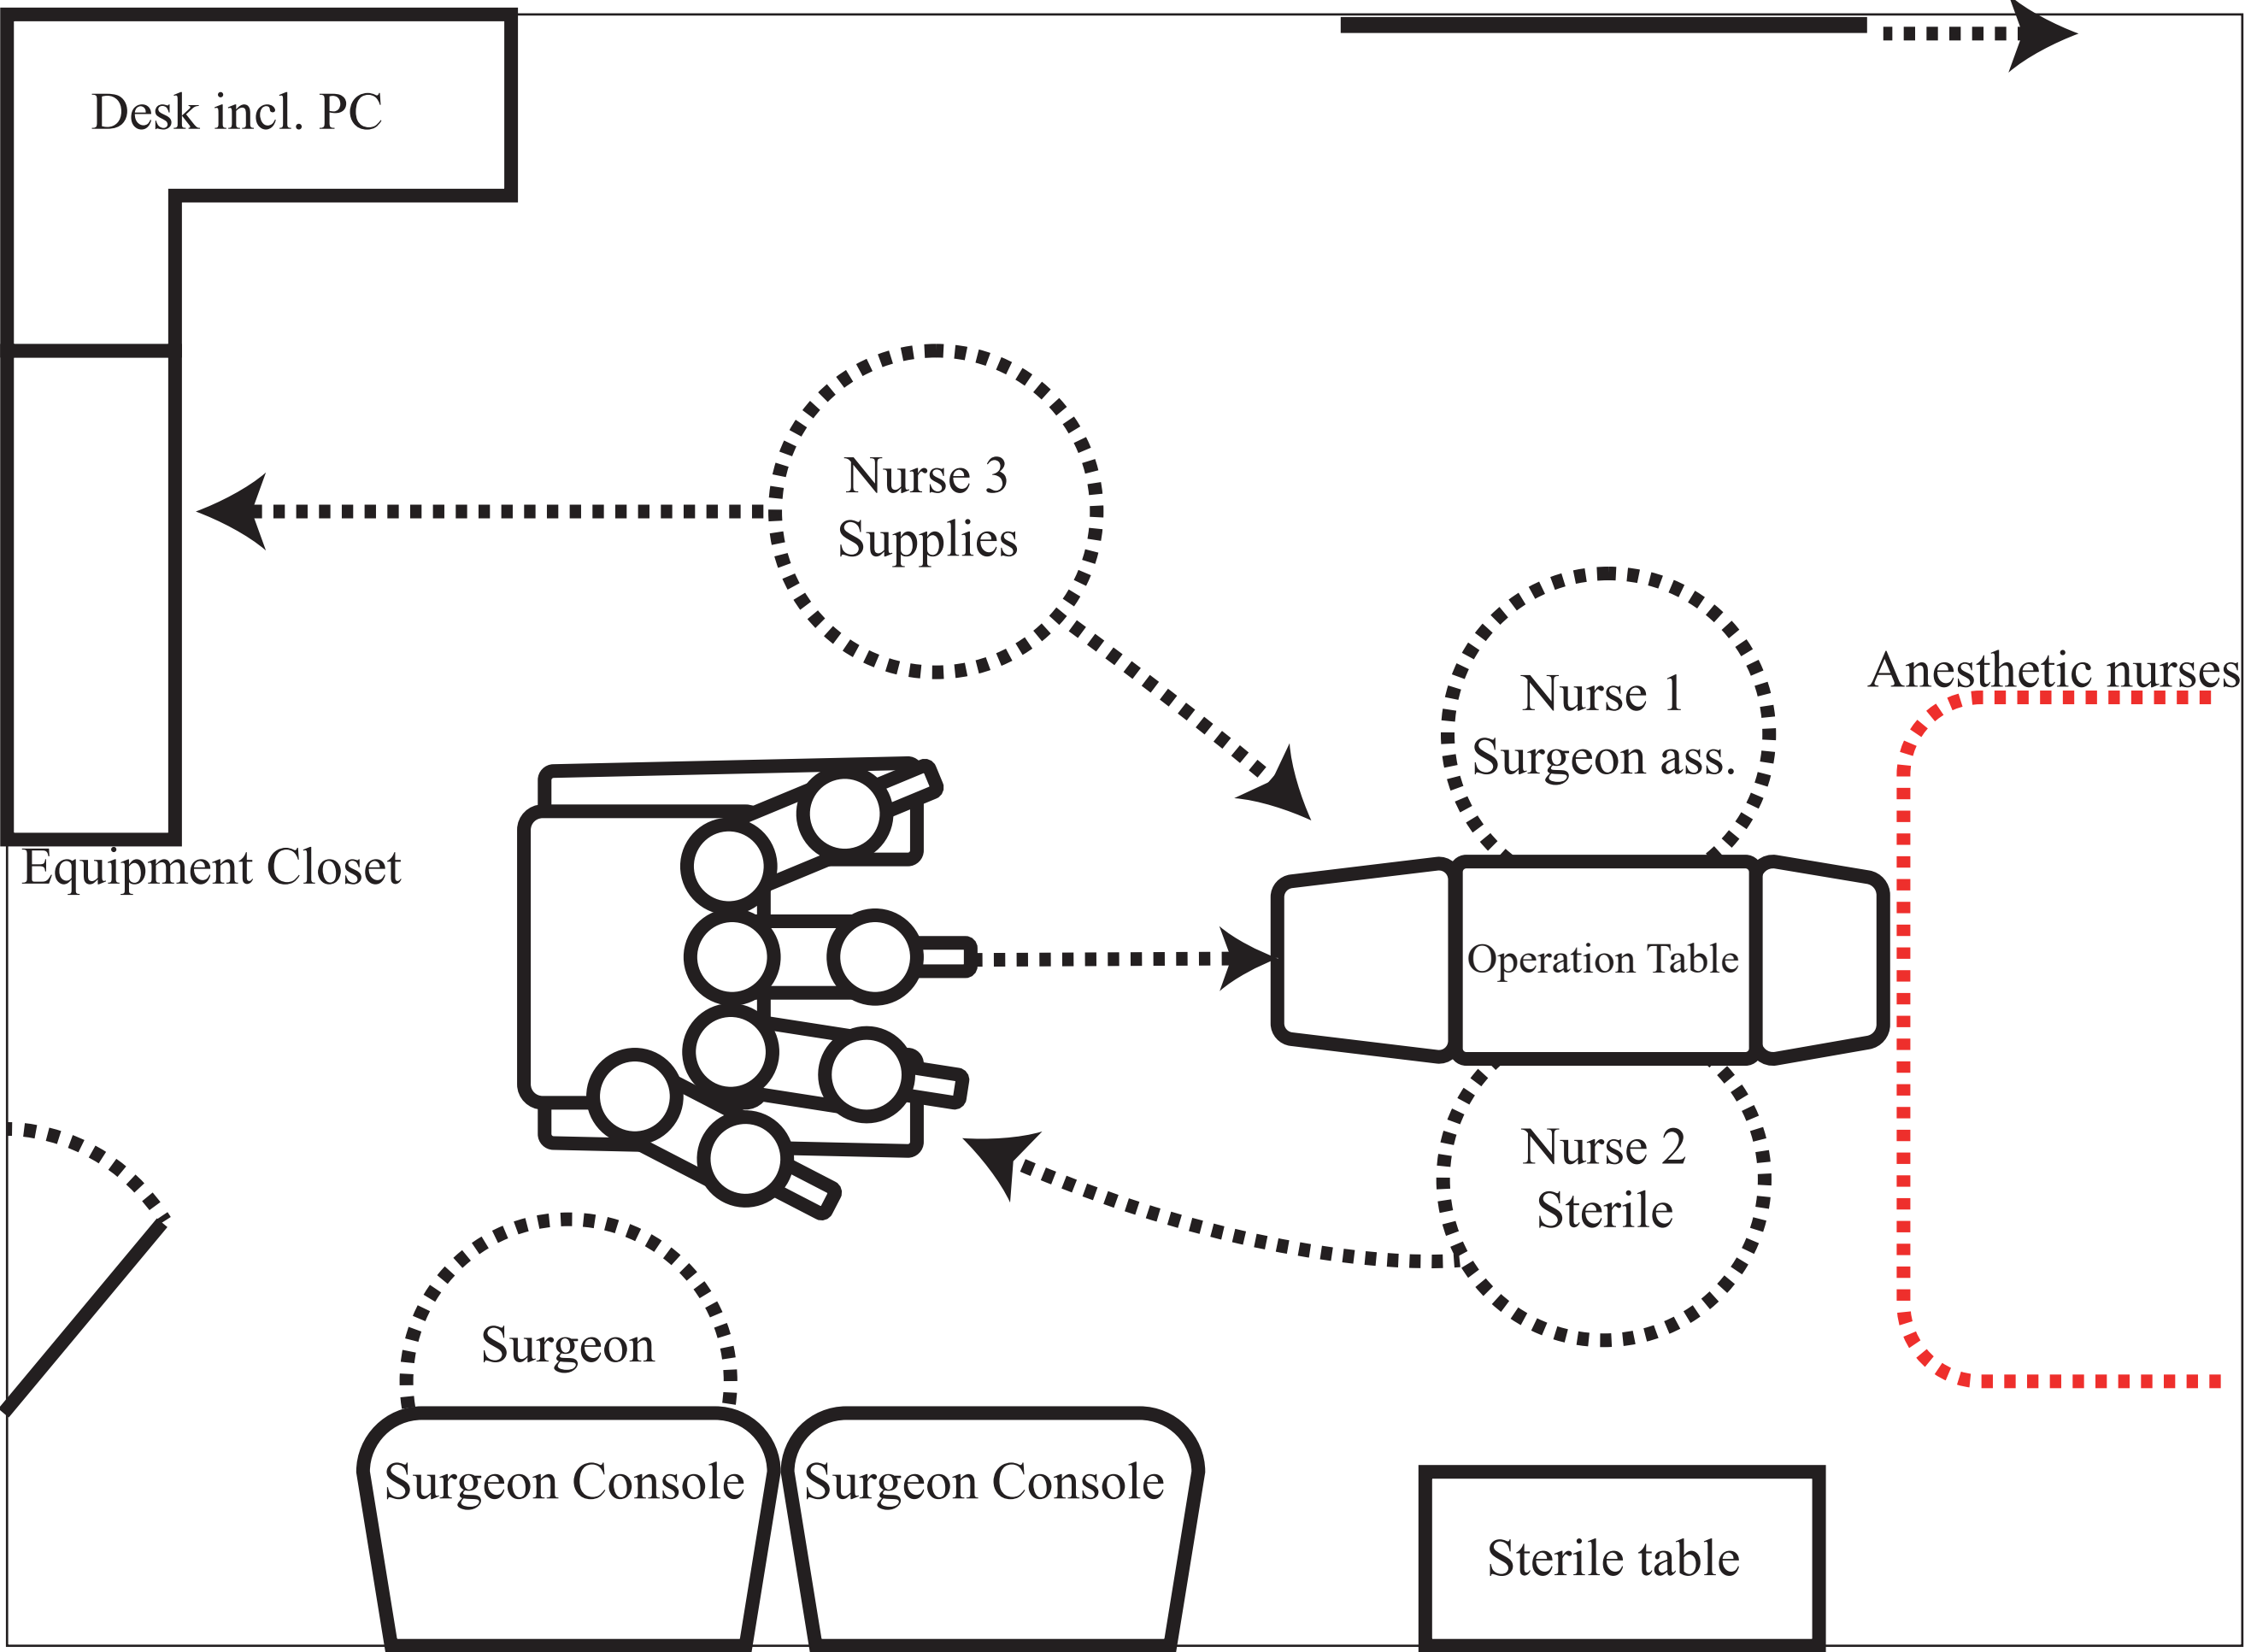 Desk incl. PC
Nurse 3
Supplies
Nurse 1
Surgeon ass.
Anesthetic nurses
Equipment Closet
Operation Table
Nurse 2
Sterile
Surgeon
Surgeon Console
Surgeon Console
Sterile table